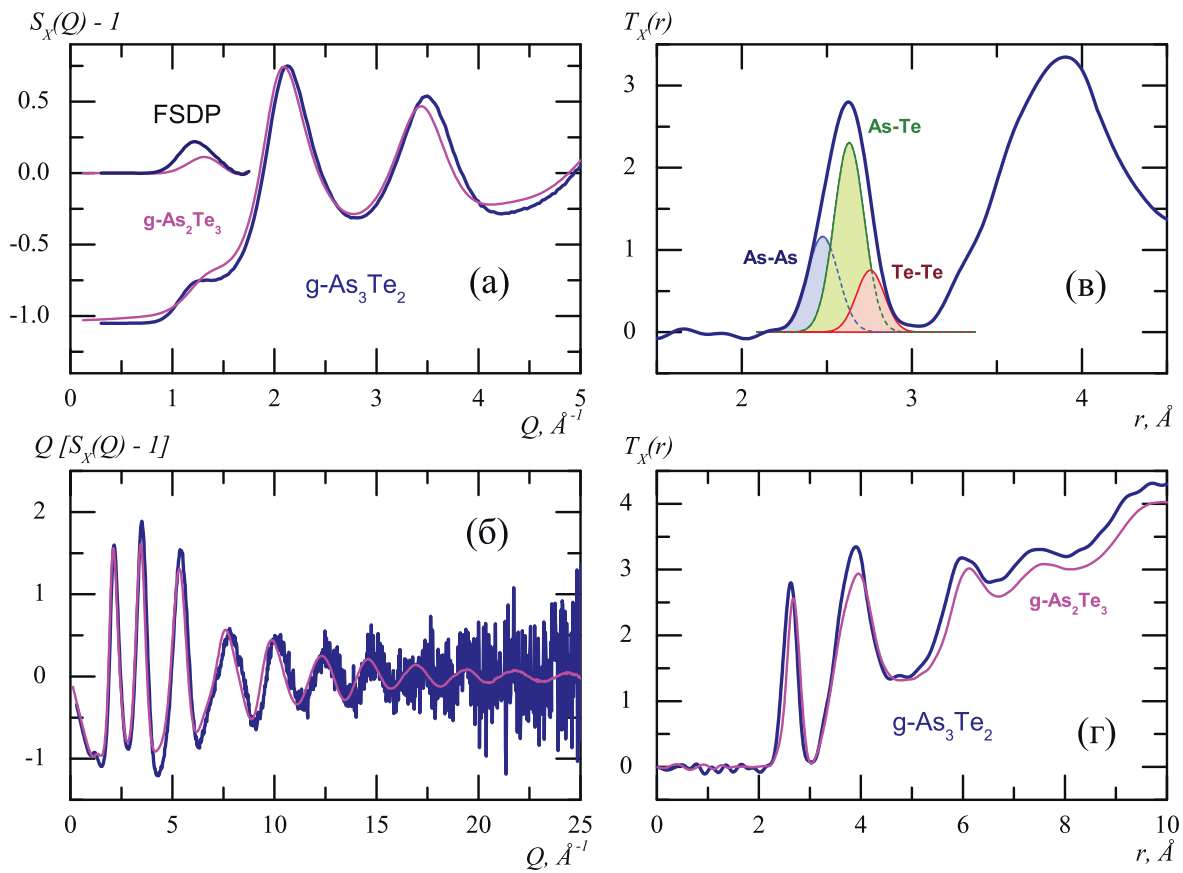 S_X(Q) - 1
0.5
0.0
-0.5
-1.0
FSDP
g-As₂Te₃
g-As₃Te₂
(а)
0 1 2 3 4 5
Q, Å⁻¹
T_X(r)
3
2
1
0
As-Te
As-As
Te-Te
(в)
2 3 4
r, Å
Q [S_X(Q) - 1]
2
1
0
-1
(б)
0 5 10 15 20 25
Q, Å⁻¹
T_X(r)
4
3
2
1
0
g-As₂Te₃
g-As₃Te₂
(г)
0 2 4 6 8 10
r, Å